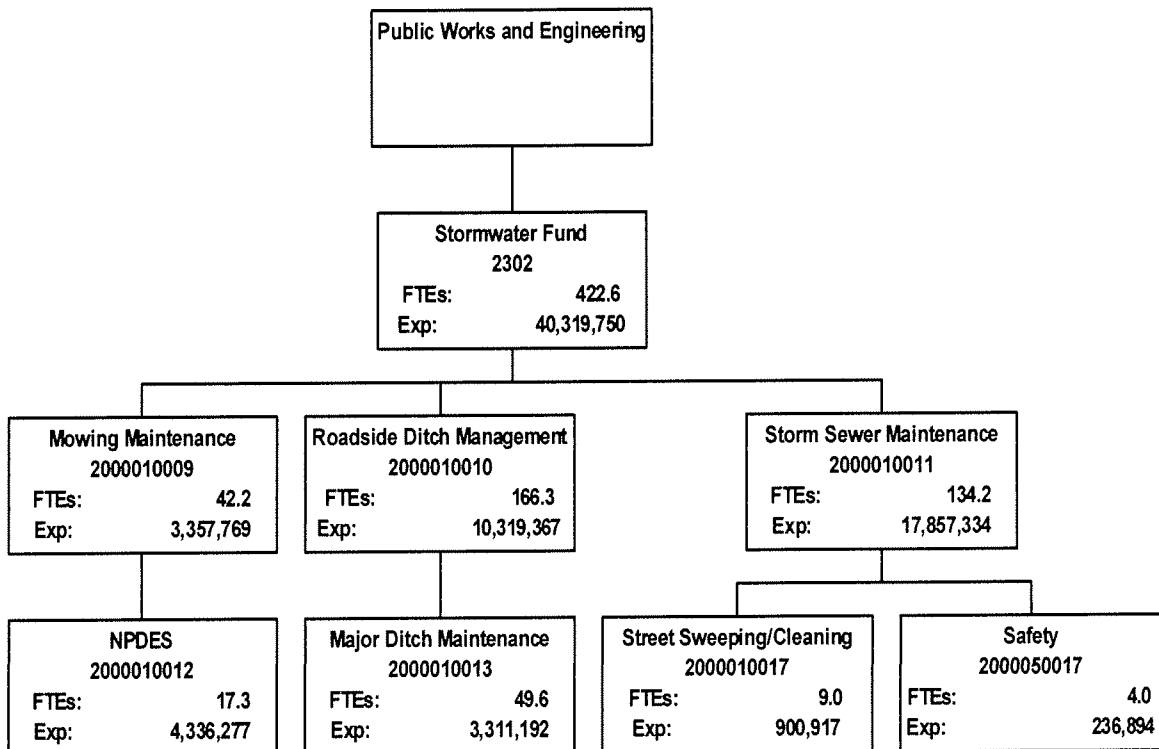 Public Works and Engineering
Stormwater Fund
2302
FTEs: 422.6
Exp: 40,319,750
Mowing Maintenance
2000010009
FTEs: 42.2
Exp: 3,357,769
Roadside Ditch Management
2000010010
FTEs: 166.3
Exp: 10,319,367
Storm Sewer Maintenance
2000010011
FTEs: 134.2
Exp: 17,857,334
NPDES
2000010012
FTEs: 17.3
Exp: 4,336,277
Major Ditch Maintenance
2000010013
FTEs: 49.6
Exp: 3,311,192
Street Sweeping/Cleaning
2000010017
FTEs: 9.0
Exp: 900,917
Safety
2000050017
FTEs: 4.0
Exp: 236,894